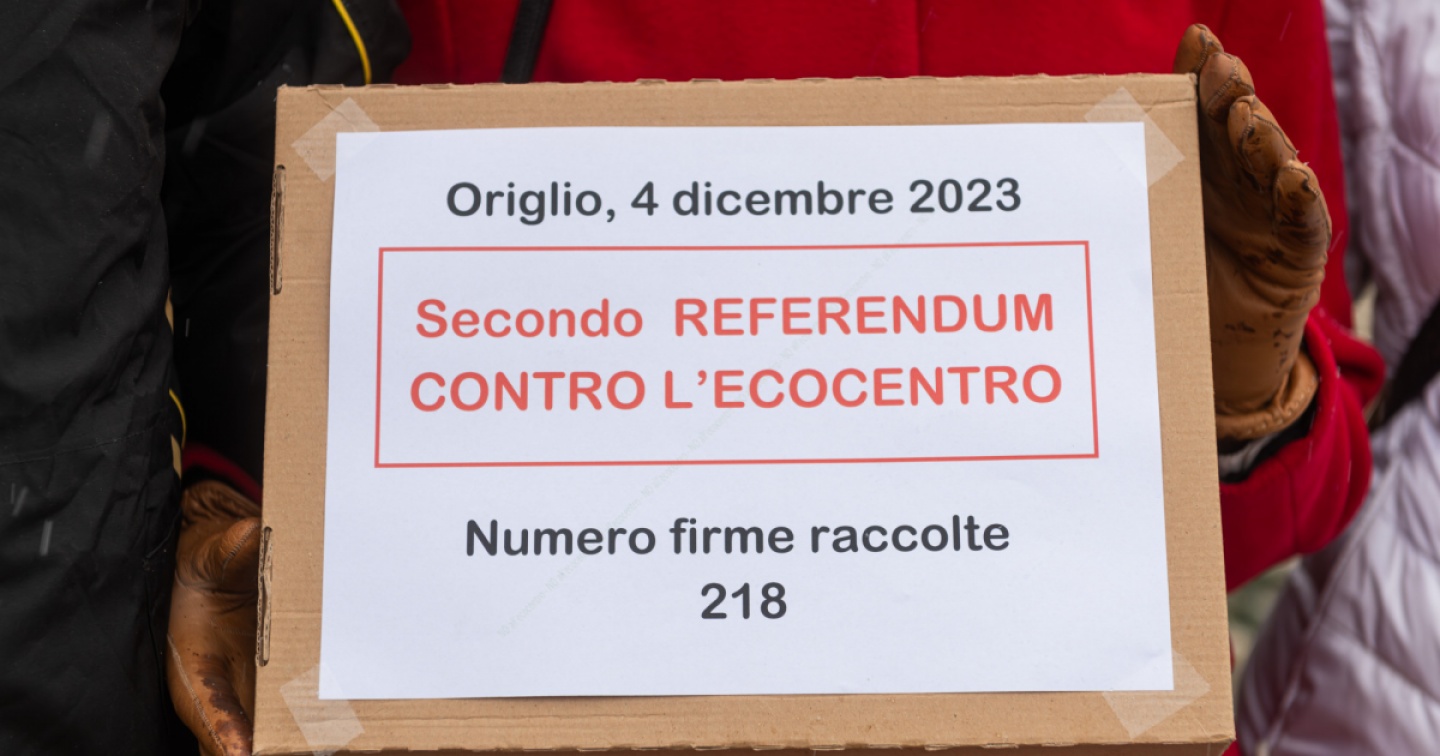 Origlio, 4 dicembre 2023
Secondo REFERENDUM
CONTRO L'ECOCENTRO
Numero firme raccolte
218